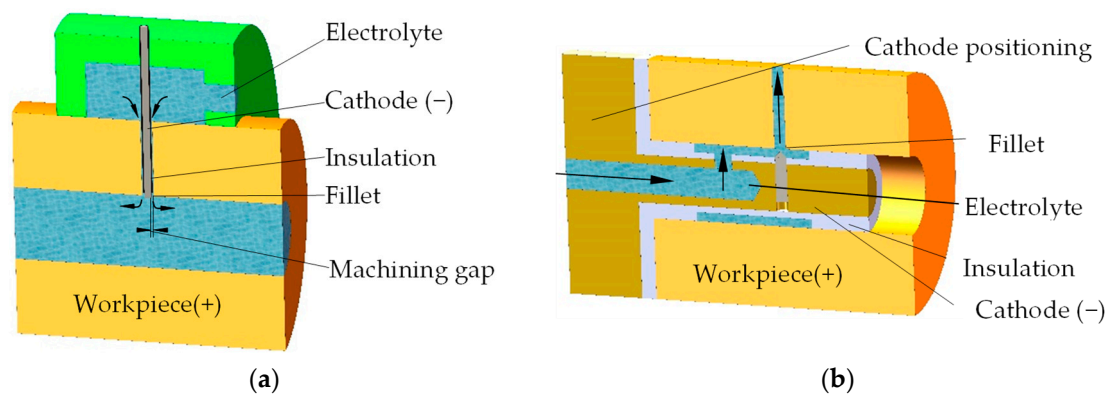 Electrolyte
Cathode (−)
Insulation
Fillet
Machining gap
Workpiece(+)
(a)
Cathode positioning
Fillet
Electrolyte
Workpiece(+)
Insulation
Cathode (−)
(b)